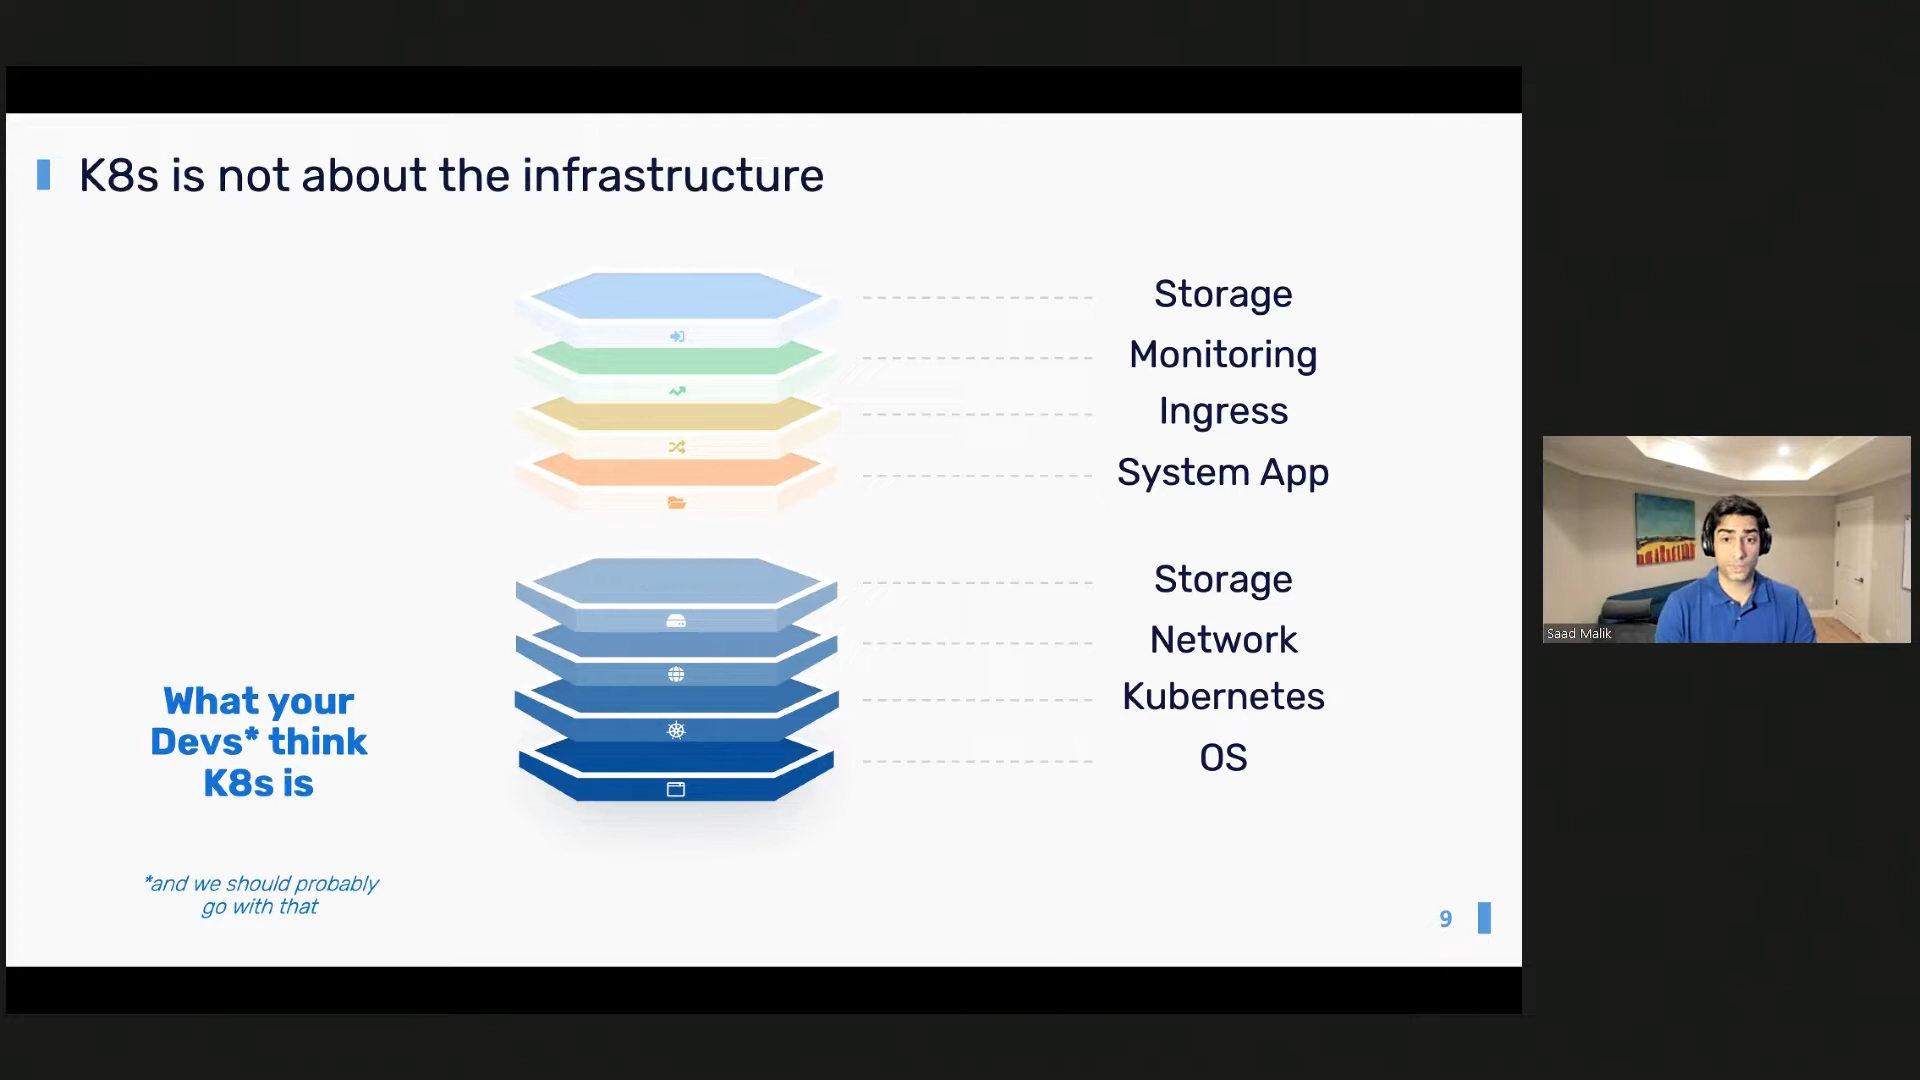 K8s is not about the infrastructure
Storage
Monitoring
Ingress
System App
Storage
Network
Kubernetes
OS
What your
Devs* think
K8s is
*and we should probably
go with that
9
Saad Malik